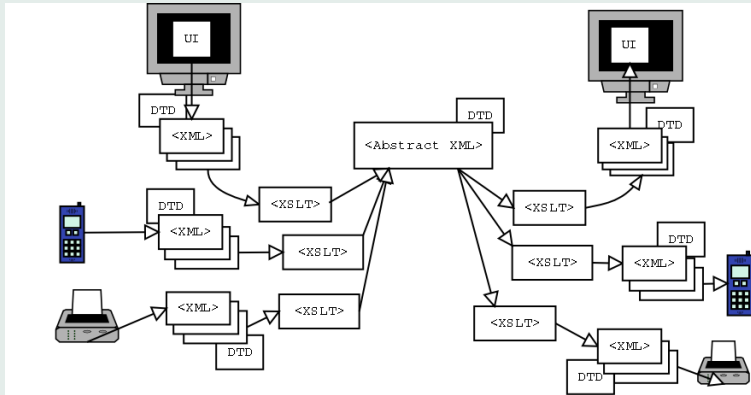 UI
UI
DTD
DTD
DTD
<XML>
<Abstract XML>
<XML>
DTD
<XSLT>
<XSLT>
<XML>
<XSLT>
DTD
<XSLT>
<XML>
<XML>
<XSLT>
<XSLT>
<XML>
DTD
DTD